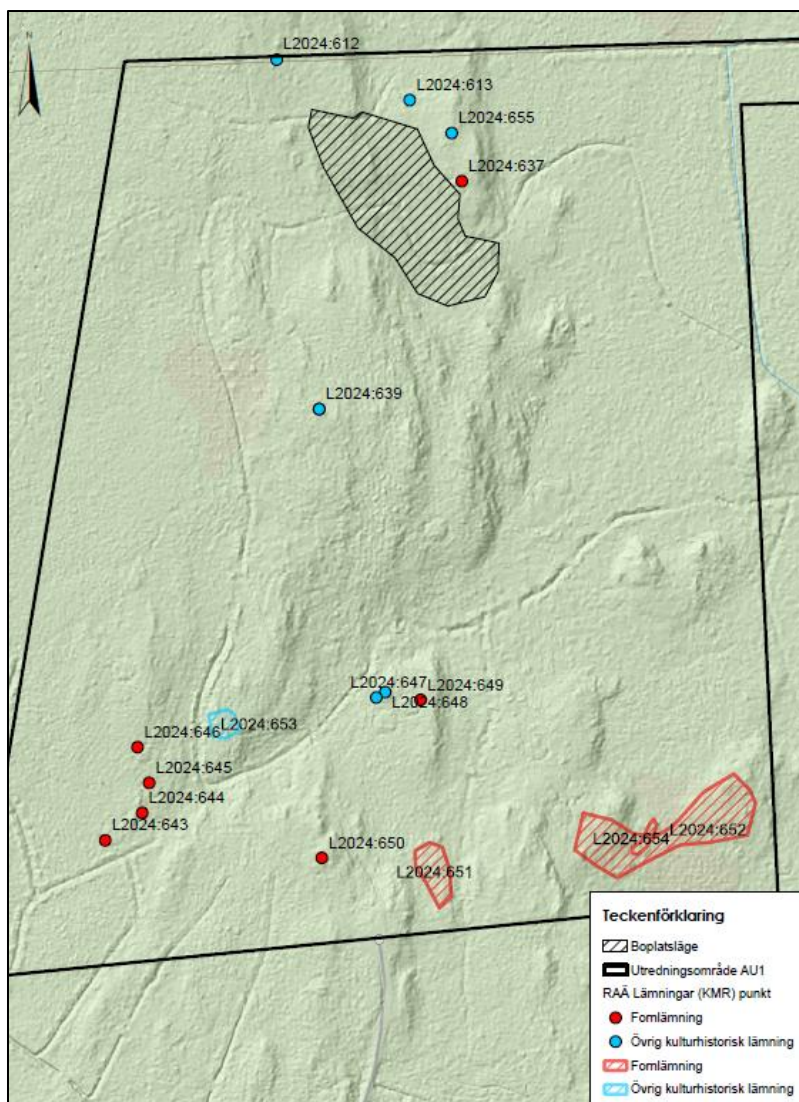 N
L2024:612
L2024:613
L2024:655
L2024:637
L2024:639
L2024:647
L2024:649
L2024:648
L2024:653
L2024:646
L2024:645
L2024:644
L2024:643
L2024:650
L2024:651
L2024:654
L2024:652
Teckenförklaring
Boplatsläge
Utredningsområde AU1
RAÄ Lämningar (KMR) punkt
Fornlämning
Övrig kulturhistorisk lämning
Fornlämning
Övrig kulturhistorisk lämning